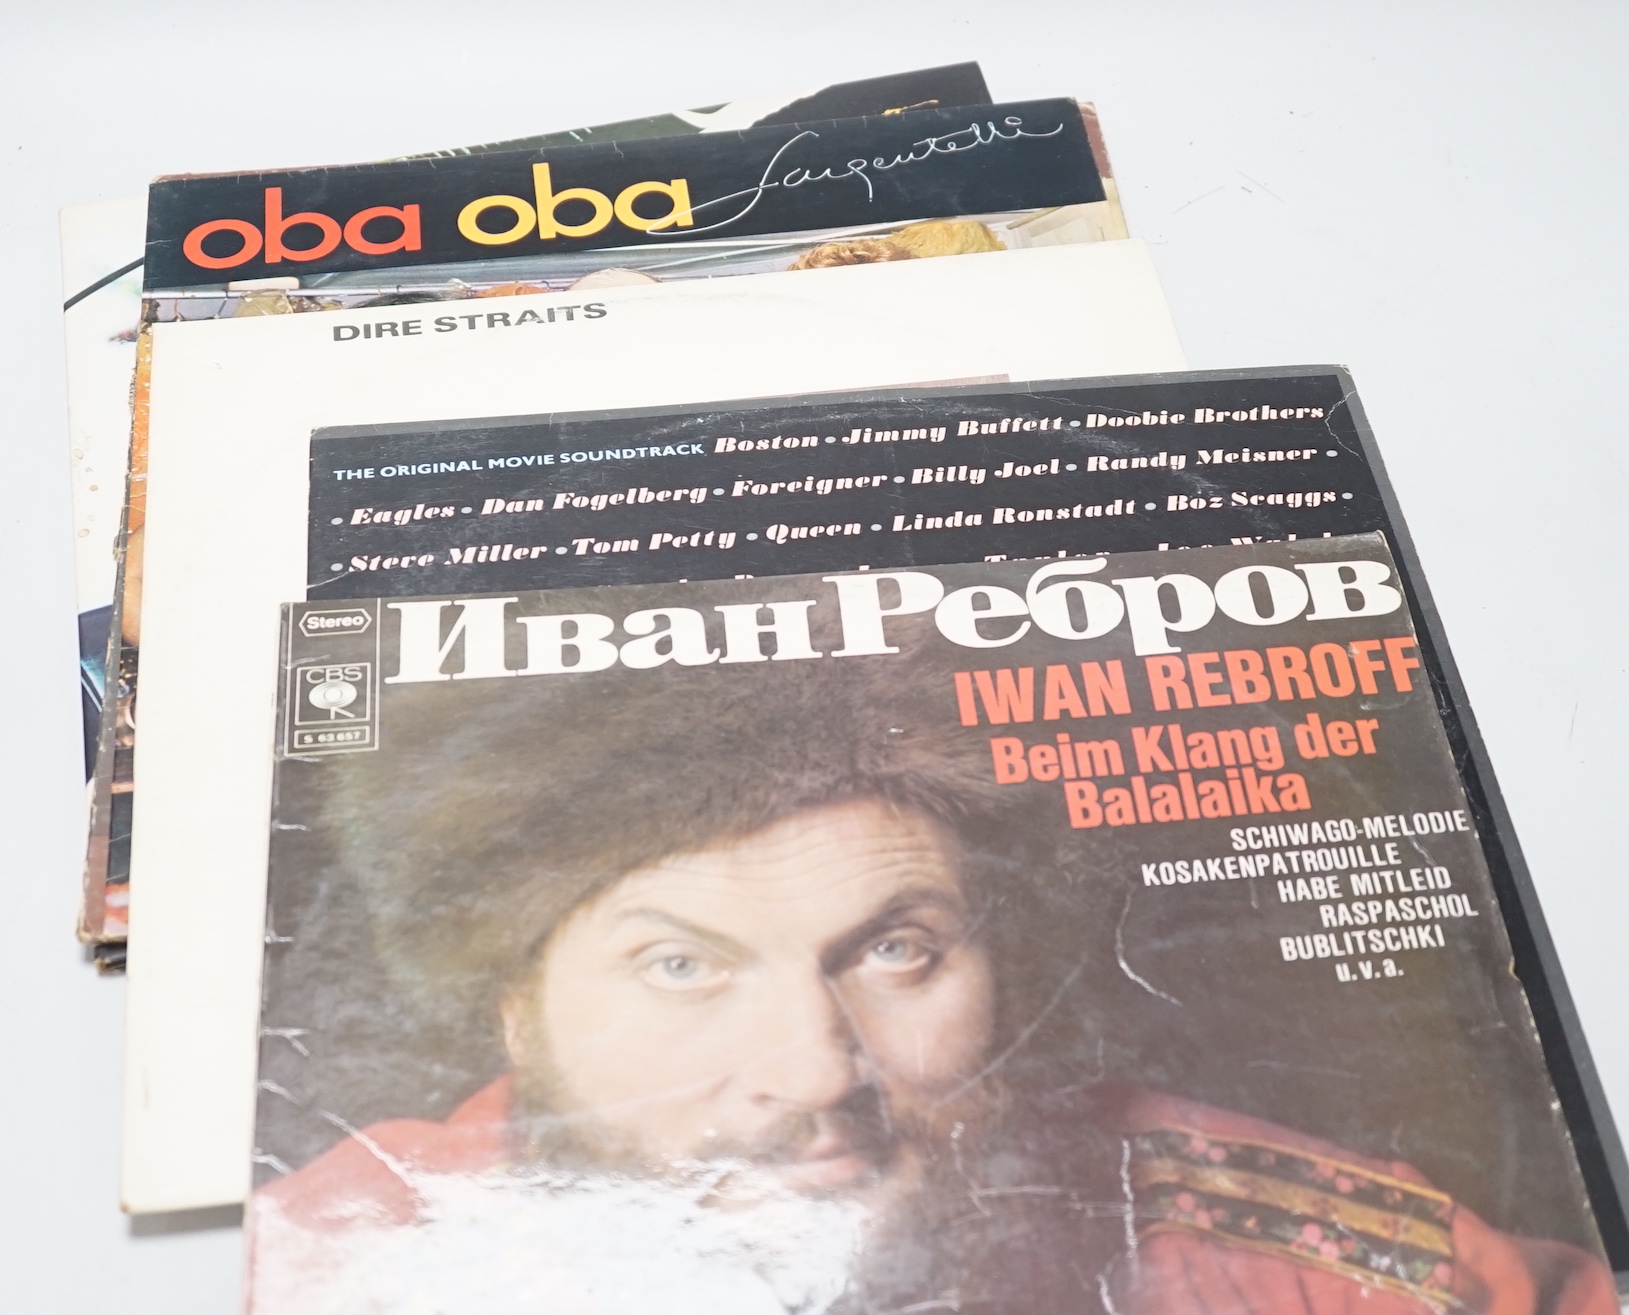 oba oba Sargentelli
DIRE STRAITS
THE ORIGINAL MOVIE SOUNDTRACK Boston • Jimmy Buffett • Doobie Brothers
• Eagles • Dan Fogelberg • Foreigner • Billy Joel • Randy Meisner •
• Steve Miller • Tom Petty • Queen • Linda Ronstadt • Boz Scaggs •
Taylor
Stereo
CBS
S 63 657
Иван Ребров
IWAN REBROFF
Beim Klang der
Balalaika
SCHIWAGO-MELODIE
KOSAKENPATROUILLE
HABE MITLEID
RASPASCHOL
BUBLITSCHKI
u.v.a.